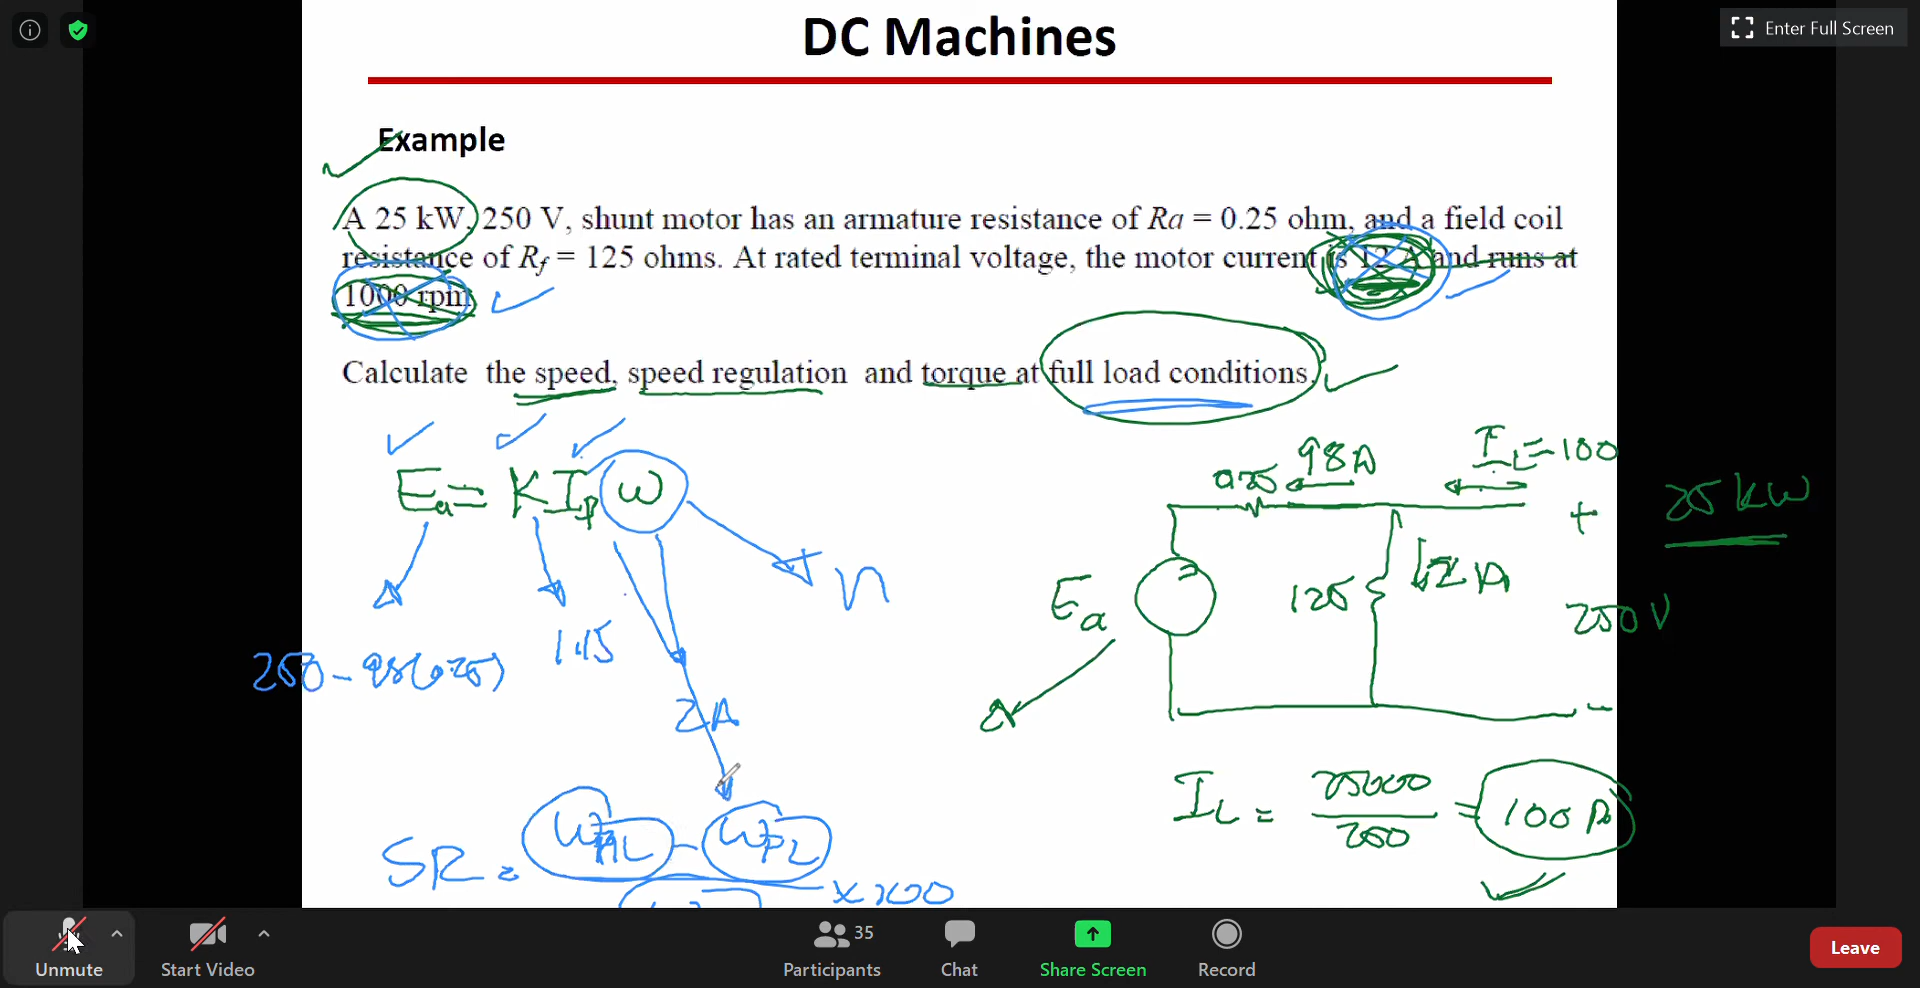 DC Machines
Enter Full Screen
Example
A 25 kW, 250 V, shunt motor has an armature resistance of Ra = 0.25 ohm, and a field coil
resistance of Rf = 125 ohms. At rated terminal voltage, the motor current is 12 A and runs at
1000 rpm
Calculate the speed, speed regulation and torque at full load conditions.
Ea = K If ω
n
250 - 98(0.25)
1.15
2A
SR = ωNL - ωFL
x 100
0.25
98A
IL = 100
+
25 kW
Ea
125
2A
250 V
-
IL = 25000
250
= 100 A
Unmute
Start Video
35
Participants
Chat
Share Screen
Record
Leave